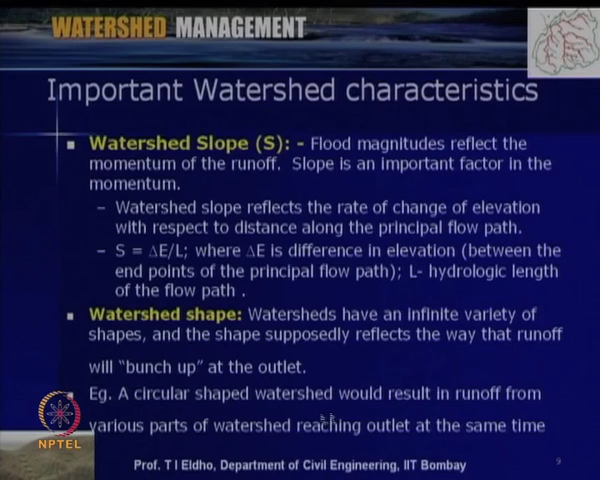 WATERSHED MANAGEMENT
Important Watershed characteristics
▪ Watershed Slope (S): - Flood magnitudes reflect the
momentum of the runoff. Slope is an important factor in the
momentum.
– Watershed slope reflects the rate of change of elevation
with respect to distance along the principal flow path.
– S = ∆E/L; where ∆E is difference in elevation (between the
end points of the principal flow path); L- hydrologic length
of the flow path .
▪ Watershed shape: Watersheds have an infinite variety of
shapes, and the shape supposedly reflects the way that runoff
will "bunch up" at the outlet.
▪ Eg. A circular shaped watershed would result in runoff from
various parts of watershed reaching outlet at the same time
NPTEL
Prof. T I Eldho, Department of Civil Engineering, IIT Bombay
9